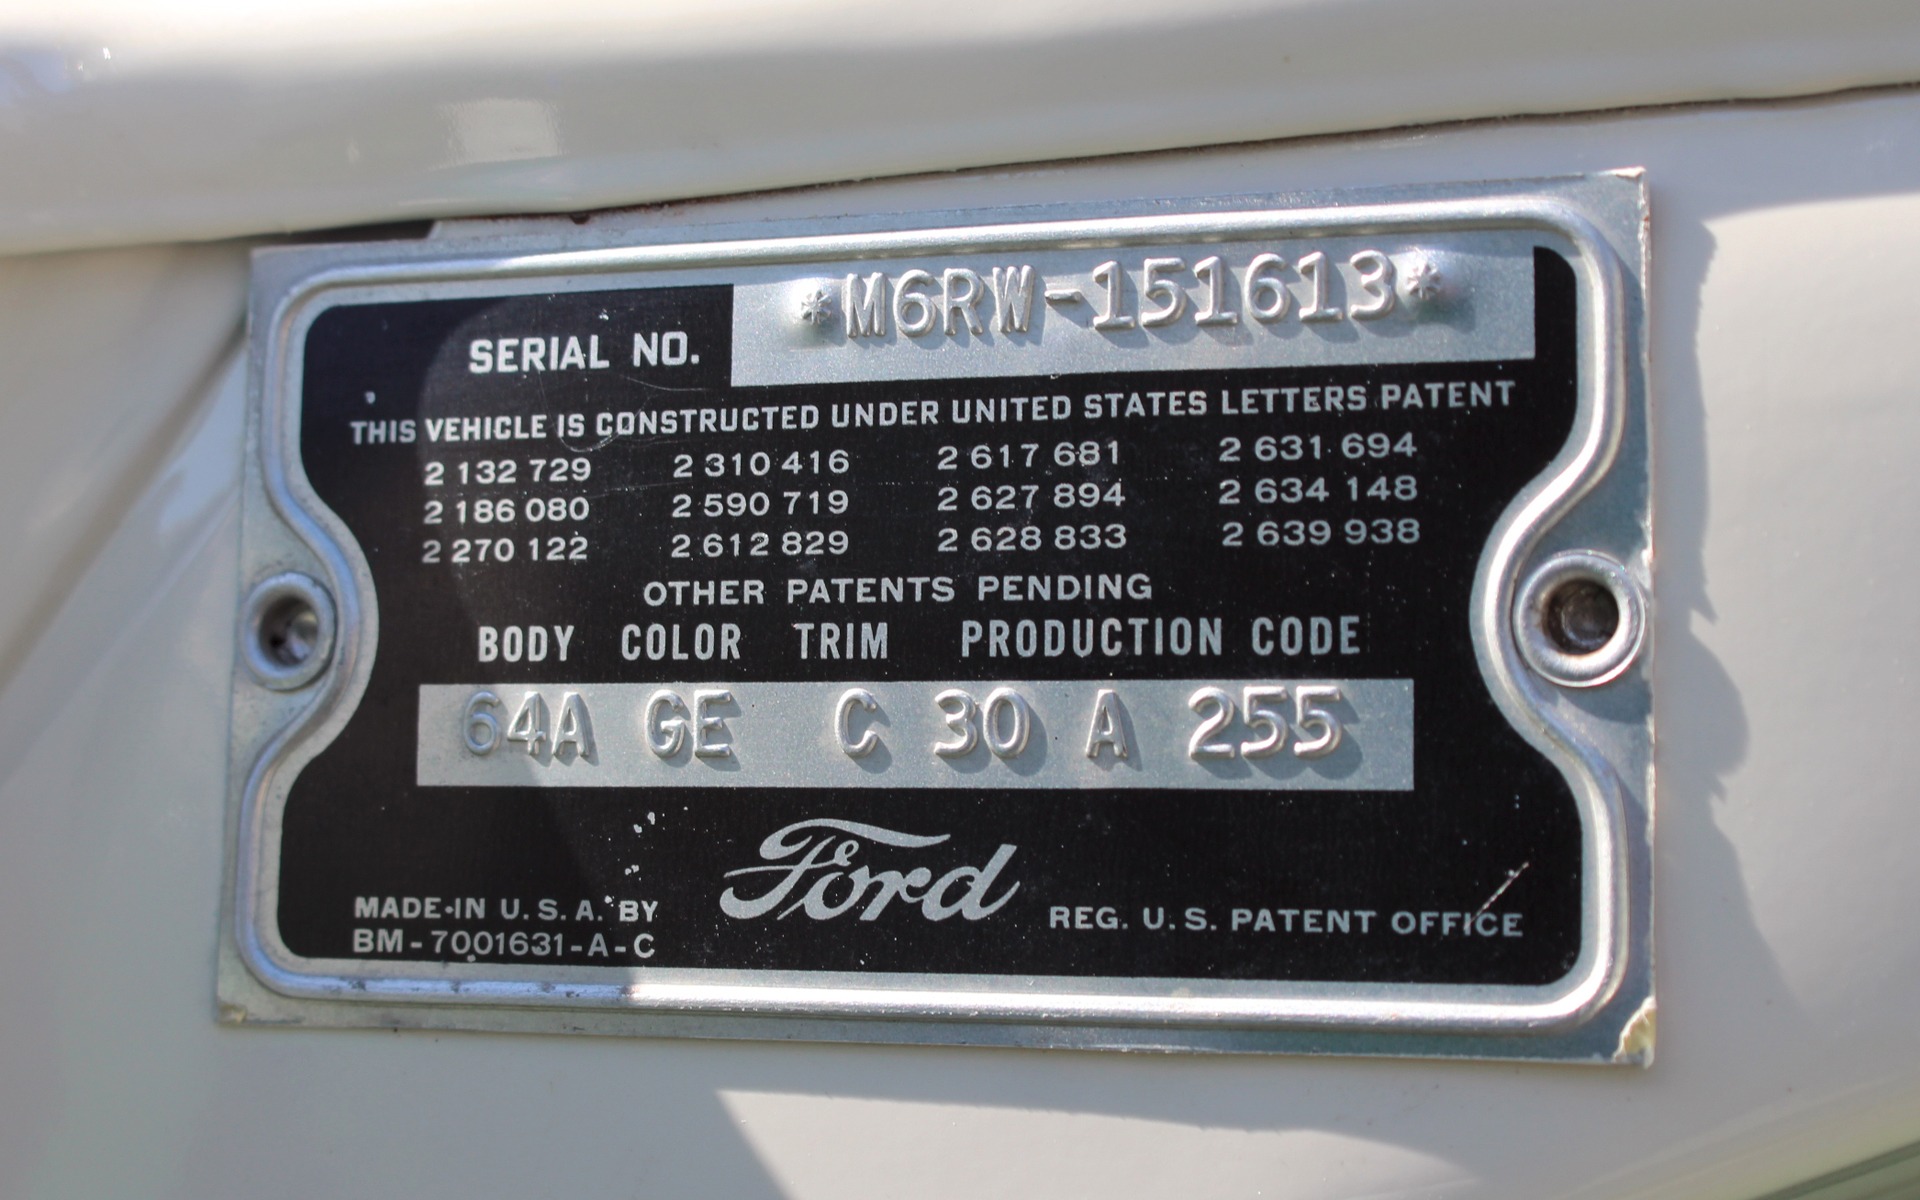 SERIAL NO. *M6RW-151613*
THIS VEHICLE IS CONSTRUCTED UNDER UNITED STATES LETTERS PATENT
2 132 729 2 310 416 2 617 681 2 631 694
2 186 080 2 590 719 2 627 894 2 634 148
2 270 122 2 612 829 2 628 833 2 639 938
OTHER PATENTS PENDING
BODY COLOR TRIM PRODUCTION CODE
64A GE C 30 A 255
Ford
MADE IN U. S. A. BY
BM-7001631-A-C
REG. U. S. PATENT OFFICE